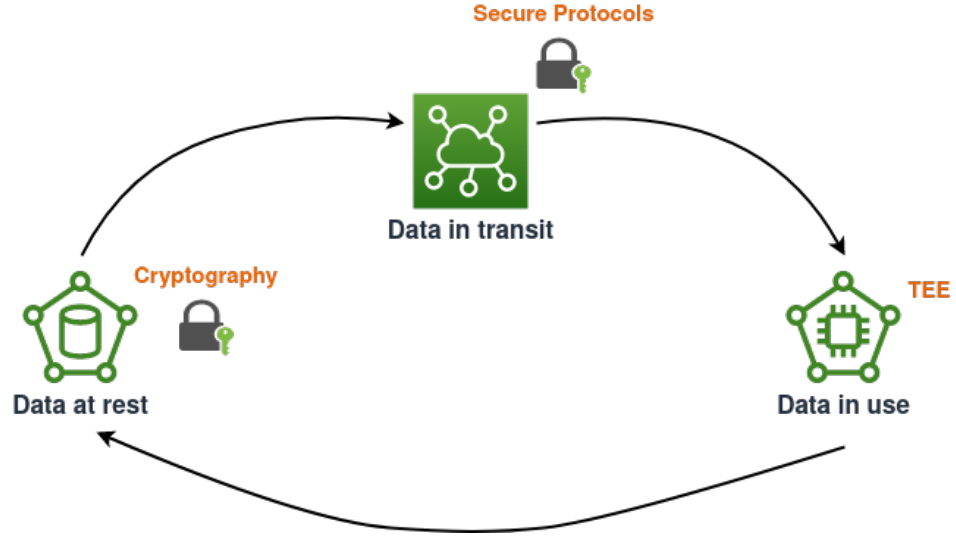 Secure Protocols
Data in transit
Cryptography
TEE
Data at rest
Data in use